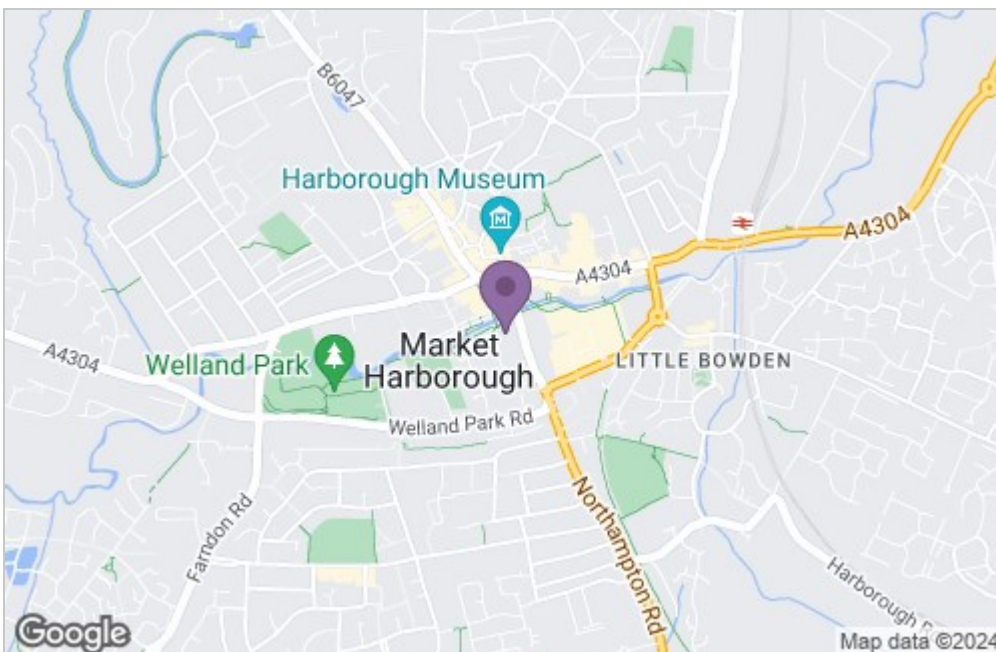 B6047
Harborough Museum
M
A4304
A4304
A4304
Welland Park
Market
Harborough
LITTLE BOWDEN
Welland Park Rd
Farndon Rd
Northampton Rd
Harborough
Google
Map data ©2024